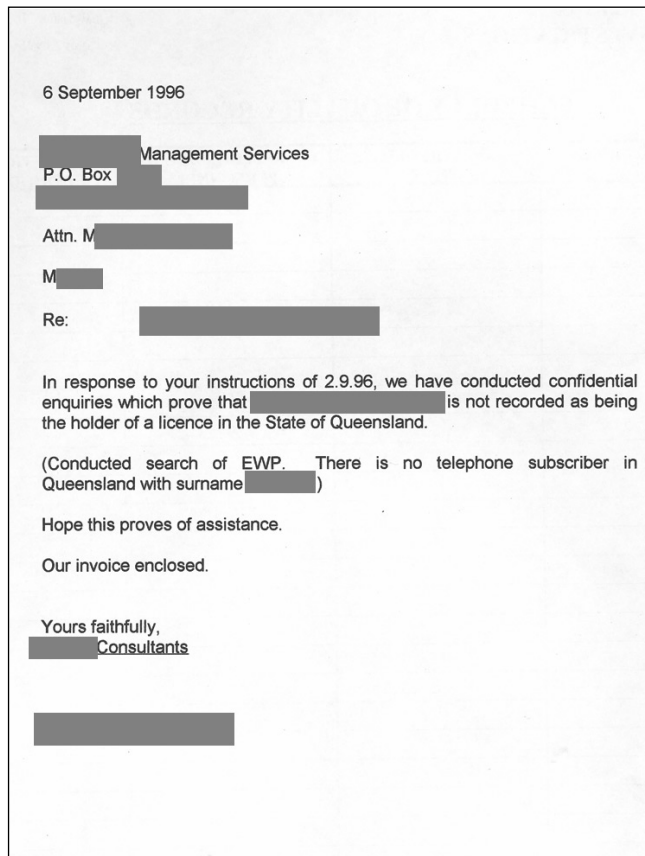 6 September 1996
Management Services
P.O. Box
Attn. M
M
Re:
In response to your instructions of 2.9.96, we have conducted confidential
enquiries which prove that is not recorded as being
the holder of a licence in the State of Queensland.
(Conducted search of EWP. There is no telephone subscriber in
Queensland with surname )
Hope this proves of assistance.
Our invoice enclosed.
Yours faithfully,
Consultants